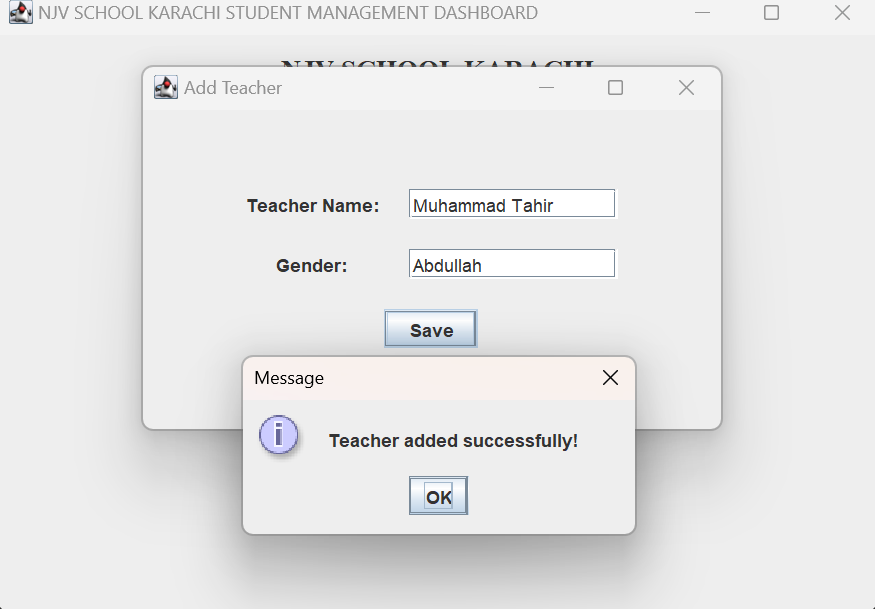 NJV SCHOOL KARACHI STUDENT MANAGEMENT DASHBOARD
NJV SCHOOL KARACHI
Add Teacher
Teacher Name: Muhammad Tahir
Gender: Abdullah
Save
Message
Teacher added successfully!
OK